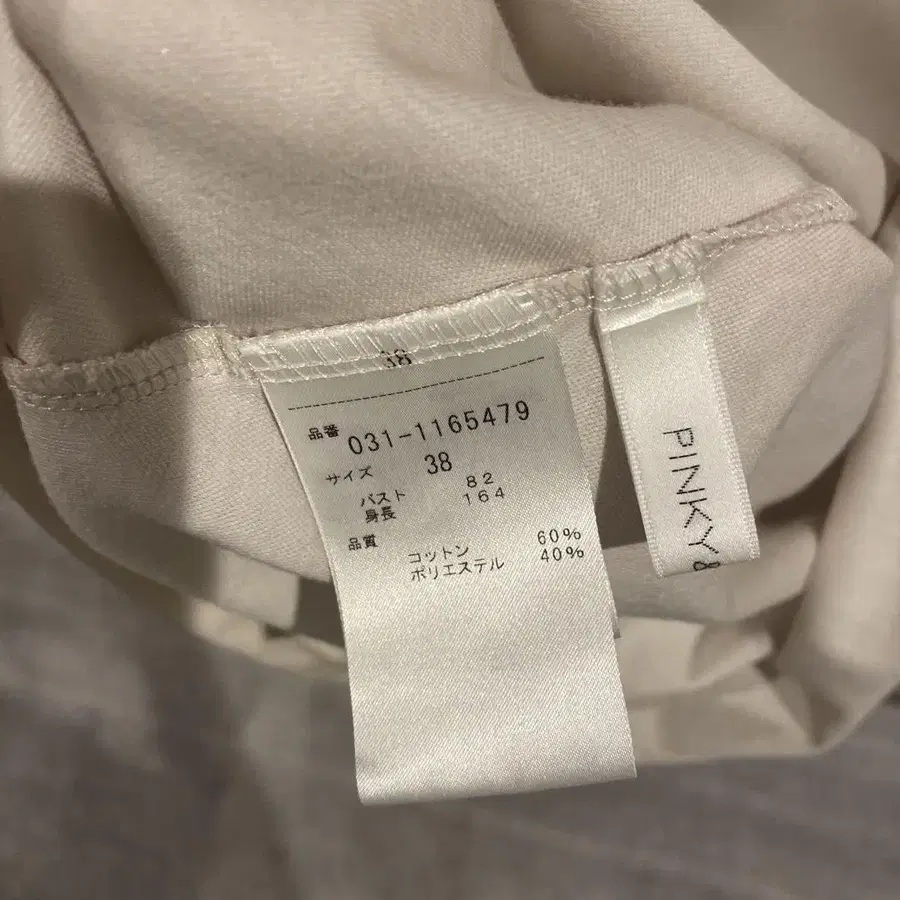 38
品番 031-1165479
サイズ 38
バスト 82
身長 164
品質
コットン 60%
ポリエステル 40%
PINKY&